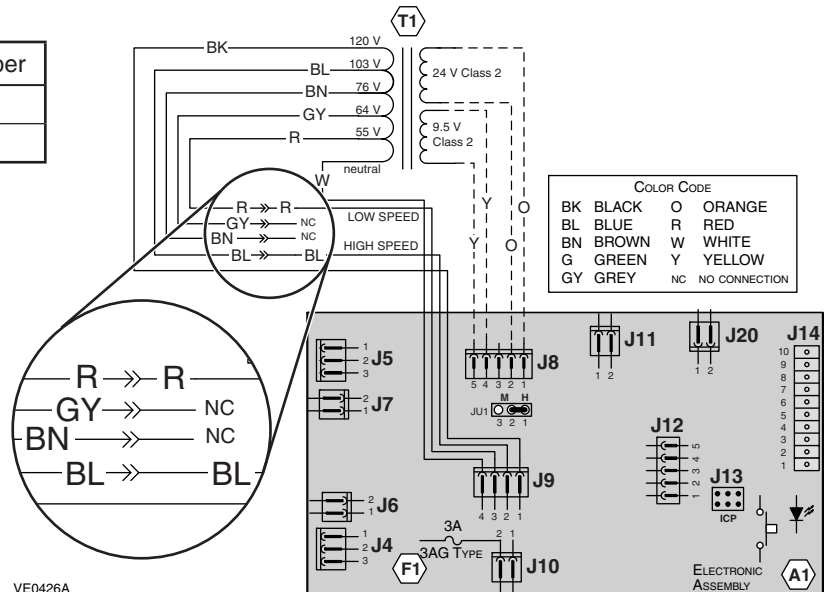 T1
120 V
BK
103 V
BL
24 V Class 2
76 V
BN
64 V
GY
9.5 V
Class 2
55 V
R
neutral
W
R R
LOW SPEED
GY NC
BN NC
HIGH SPEED
BL BL
Y
O
Y
O
COLOR CODE
BK BLACK O ORANGE
BL BLUE R RED
BN BROWN W WHITE
G GREEN Y YELLOW
GY GREY NC NO CONNECTION
R R
GY NC
BN NC
BL BL
1
2
3
J5
2
1
J7
5 4 3 2 1
J8
M H
JU1
3 2 1
1 2
J11
1 2
J20
J14
10
9
8
7
6
5
4
3
2
1
J12
5
4
3
2
1
J13
ICP
J9
4 3 2 1
2
1
J6
1
2
3
J4
3A
3AG TYPE
F1
2 1
J10
ELECTRONIC
ASSEMBLY
A1
VE0426A